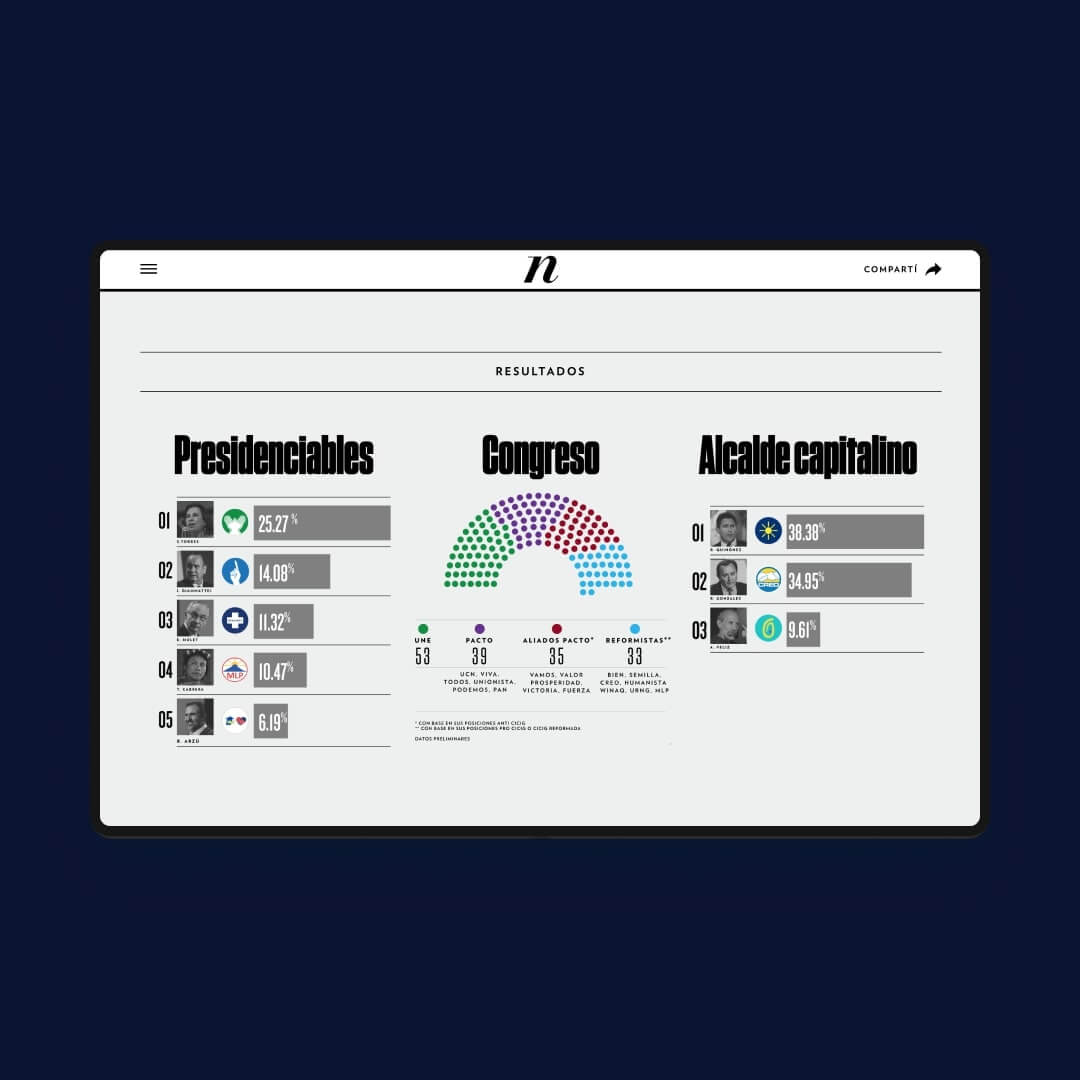 n
COMPARTÍ
RESULTADOS
Presidenciables
01
25.27 %
S.TORRES
02
14.08%
03
11.32%
E. MULET
04
MLP
10.47%
T. CABRERA
05
6.19%
R. ARZÚ
Congreso
UNE
53
PACTO
39
UCN, VIVA,
TODOS, UNIONISTA,
PODEMOS, PAN
ALIADOS PACTO*
35
VAMOS, VALOR
PROSPERIDAD,
VICTORIA, FUERZA
REFORMISTAS**
33
BIEN, SEMILLA,
CREO, HUMANISTA
WINAQ, URNG, MLP
* CON BASE EN SUS POSICIONES ANTI CICIG
** CON BASE EN SUS POSICIONES PRO CICIG O CICIG REFORMADA
DATOS PRELIMINARES
Alcalde capitalino
01
38.38%
R. QUIÑONEZ
02
CREO
34.95%
R. GONZALES
03
9.61%
A. FELIZ